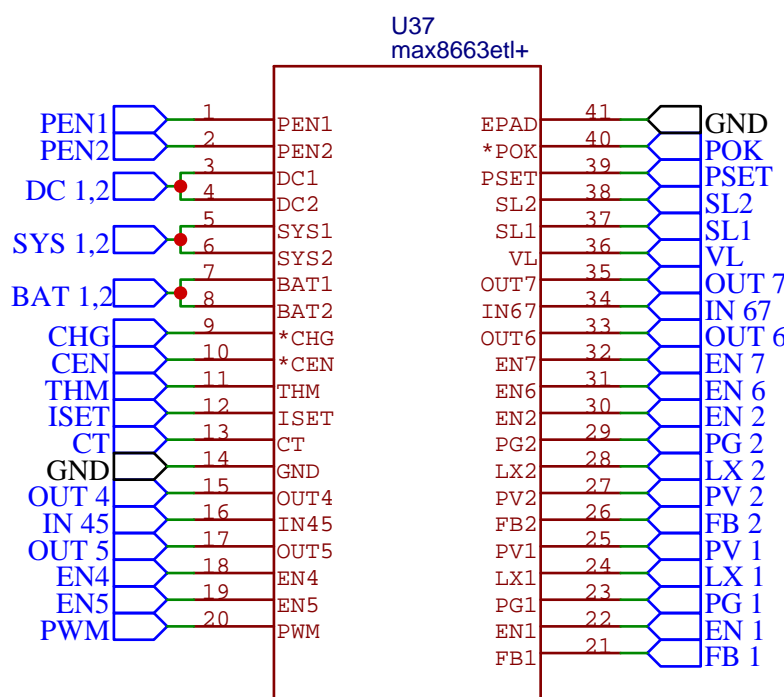 U37
max8663etl+
PEN1 1 PEN1 EPAD 41 GND
PEN2 2 PEN2 *POK 40 POK
3 DC1 PSET 39 PSET
DC 1,2
4 DC2 SL2 38 SL2
5 SYS1 SL1 37 SL1
SYS 1,2
6 SYS2 VL 36 VL
7 BAT1 OUT7 35 OUT 7
BAT 1,2
8 BAT2 IN67 34 IN 67
CHG 9 *CHG OUT6 33 OUT 6
CEN 10 *CEN EN7 32 EN 7
THM 11 THM EN6 31 EN 6
ISET 12 ISET EN2 30 EN 2
CT 13 CT PG2 29 PG 2
GND 14 GND LX2 28 LX 2
OUT 4 15 OUT4 PV2 27 PV 2
IN 45 16 IN45 FB2 26 FB 2
OUT 5 17 OUT5 PV1 25 PV 1
EN4 18 EN4 LX1 24 LX 1
EN5 19 EN5 PG1 23 PG 1
PWM 20 PWM EN1 22 EN 1
FB1 21 FB 1